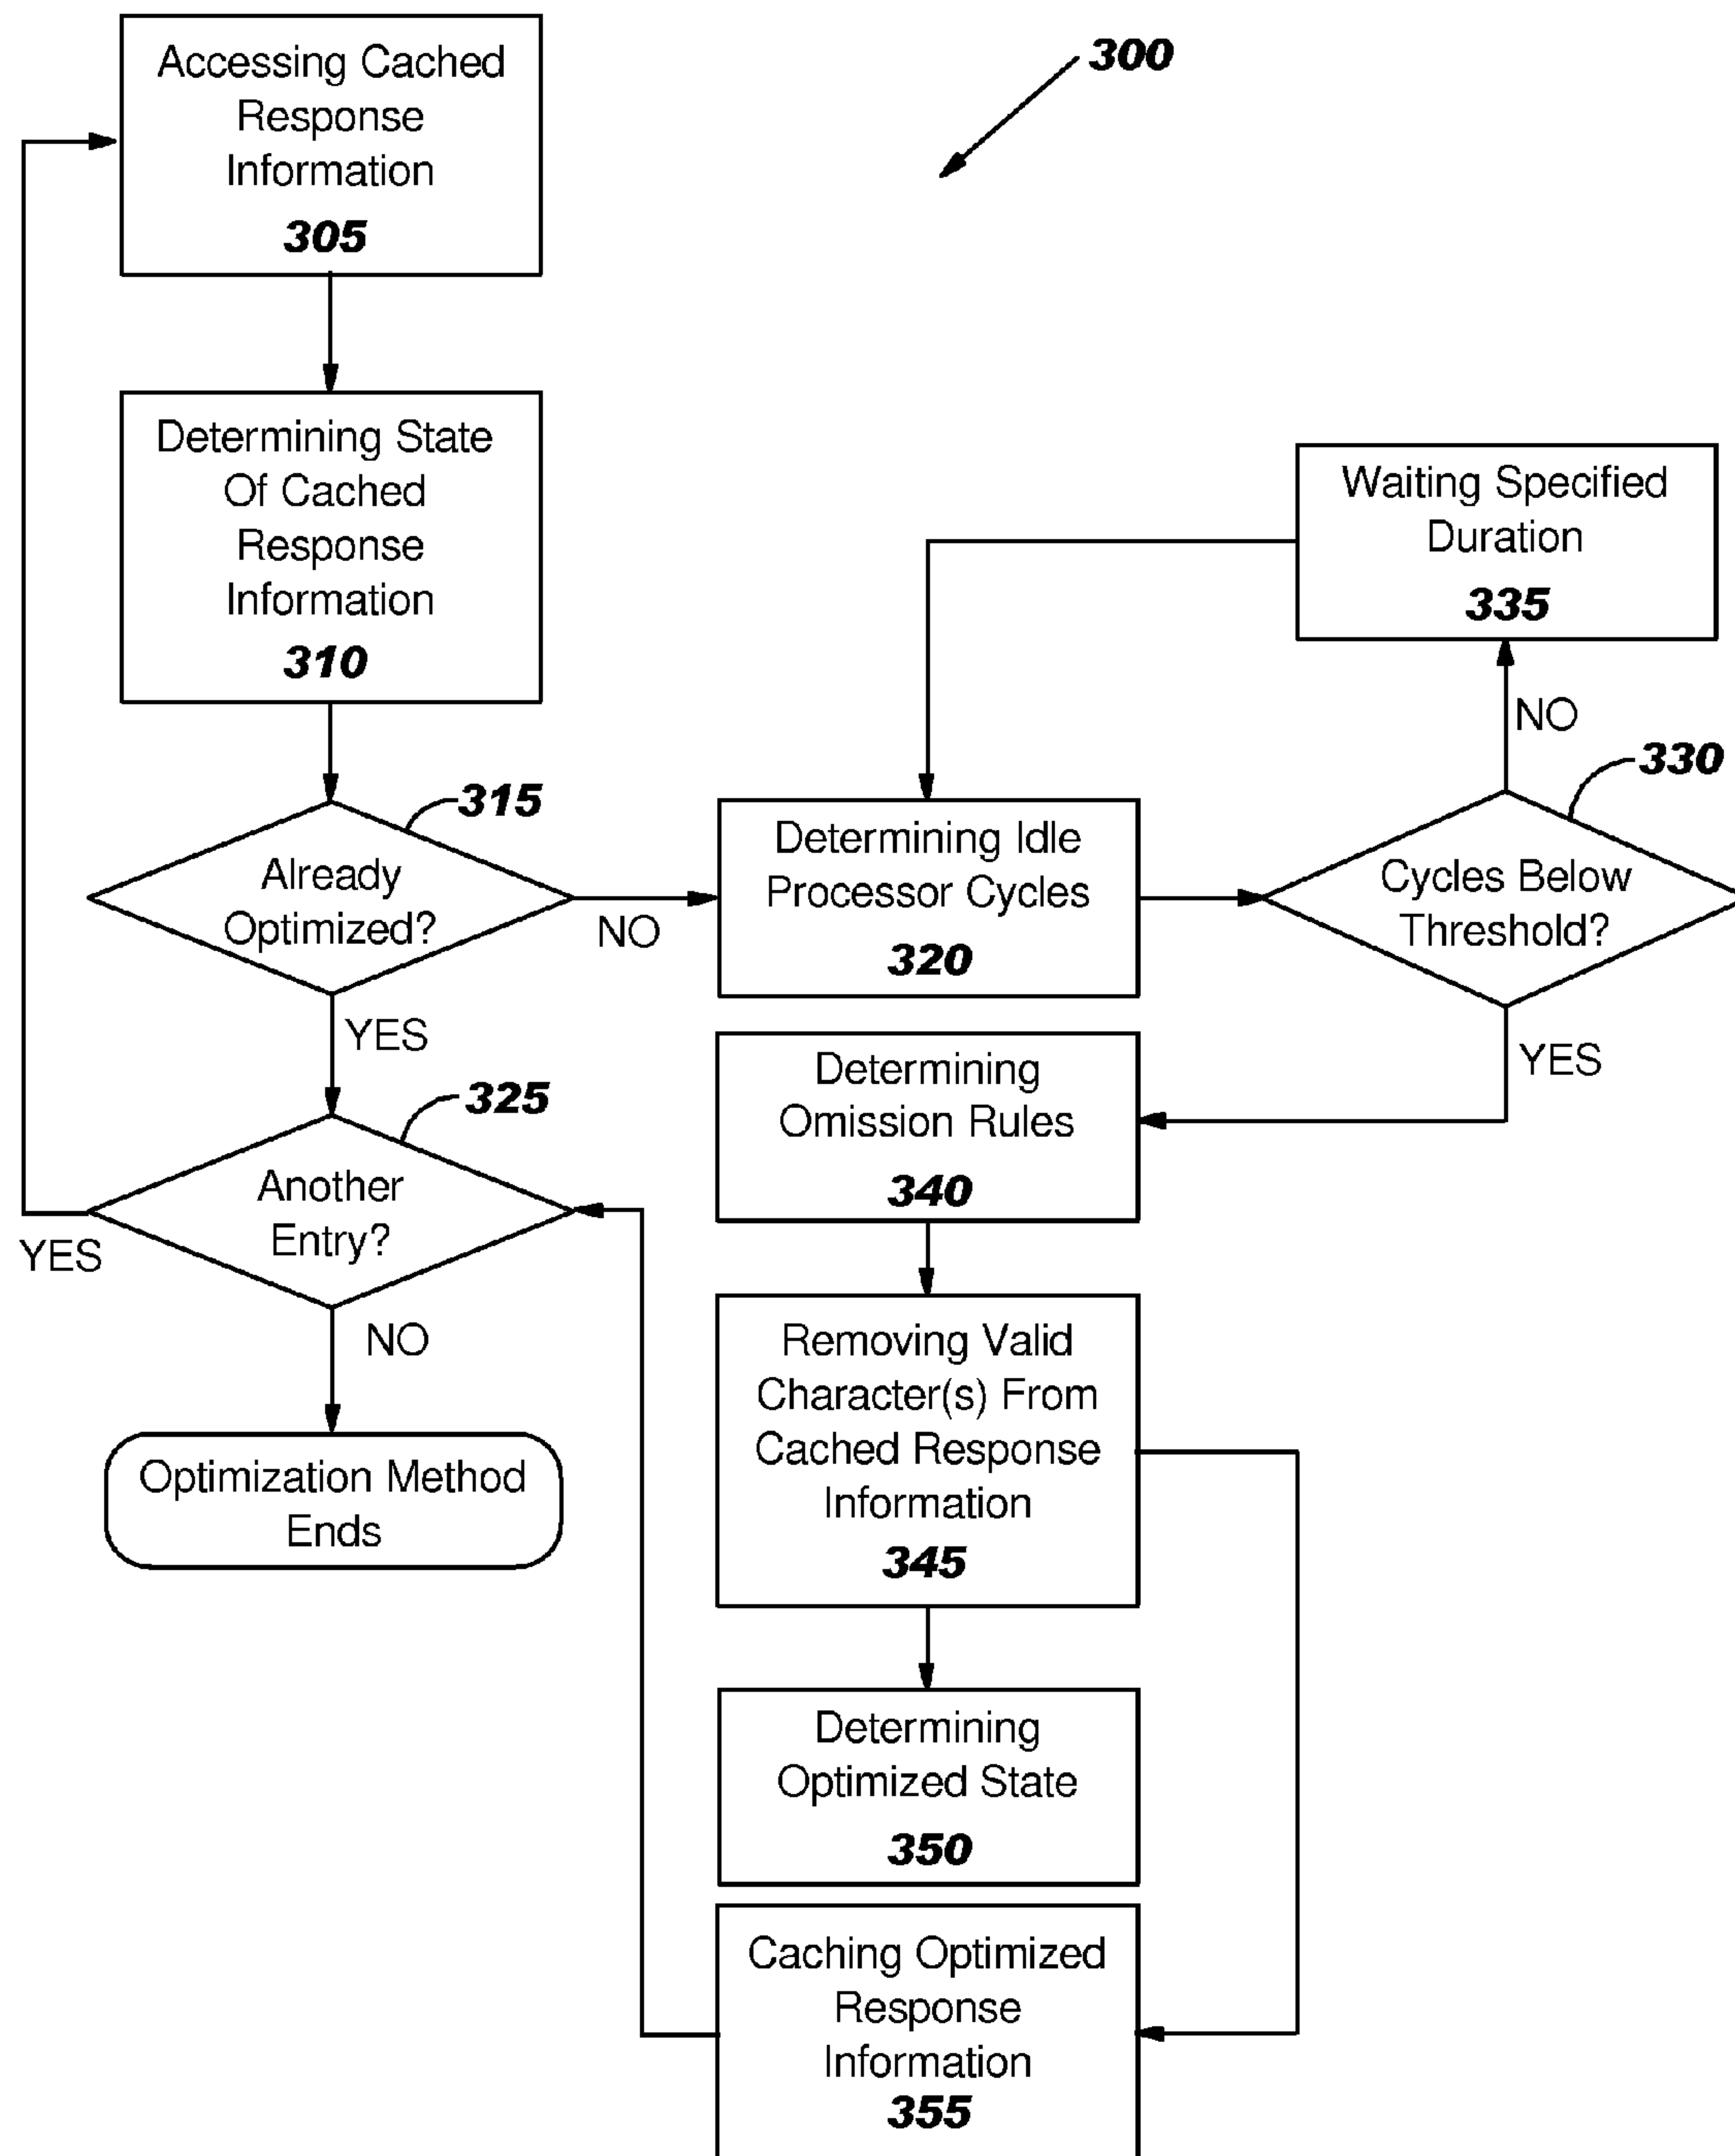 Accessing Cached
Response
Information
305
300
Determining State
Of Cached
Response
Information
310
Waiting Specified
Duration
335
NO
330
315
Already
Optimized?
NO
Determining Idle
Processor Cycles
320
Cycles Below
Threshold?
YES
YES
325
Another
Entry?
YES
NO
Optimization Method
Ends
Determining
Omission Rules
340
Removing Valid
Character(s) From
Cached Response
Information
345
Determining
Optimized State
350
Caching Optimized
Response
Information
355